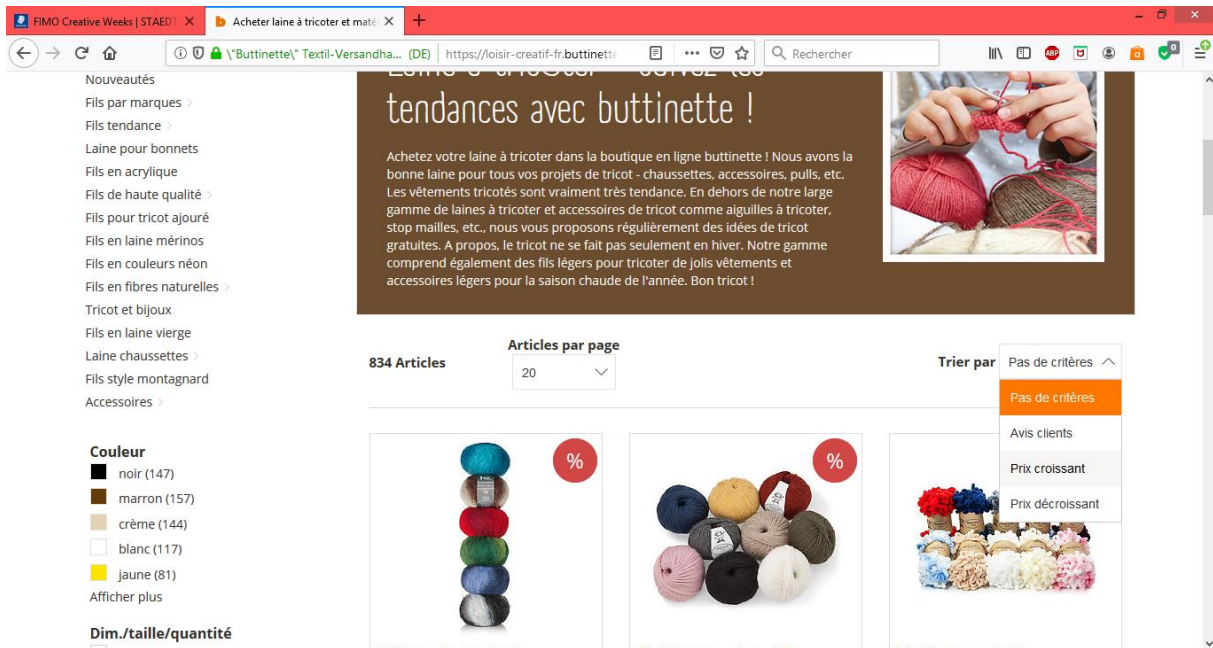 FIMO Creative Weeks | STAEDT
Acheter laine à tricoter et maté
\"Buttinette\" Textil-Versandha... (DE)
https://loisir-creatif-fr.buttinette
Rechercher
ABP
0
Nouveautés
Fils par marques
Fils tendance
Laine pour bonnets
Fils en acrylique
Fils de haute qualité
Fils pour tricot ajouré
Fils en laine mérinos
Fils en couleurs néon
Fils en fibres naturelles
Tricot et bijoux
Fils en laine vierge
Laine chaussettes
Fils style montagnard
Accessoires
Couleur
noir (147)
marron (157)
crème (144)
blanc (117)
jaune (81)
Afficher plus
Dim./taille/quantité
tendances avec buttinette !
Achetez votre laine à tricoter dans la boutique en ligne buttinette ! Nous avons la
bonne laine pour tous vos projets de tricot - chaussettes, accessoires, pulls, etc.
Les vêtements tricotés sont vraiment très tendance. En dehors de notre large
gamme de laines à tricoter et accessoires de tricot comme aiguilles à tricoter,
stop mailles, etc., nous vous proposons régulièrement des idées de tricot
gratuites. A propos, le tricot ne se fait pas seulement en hiver. Notre gamme
comprend également des fils légers pour tricoter de jolis vêtements et
accessoires légers pour la saison chaude de l'année. Bon tricot !
834 Articles
Articles par page
20
Trier par
Pas de critères
Pas de critères
Avis clients
Prix croissant
Prix décroissant
%
%